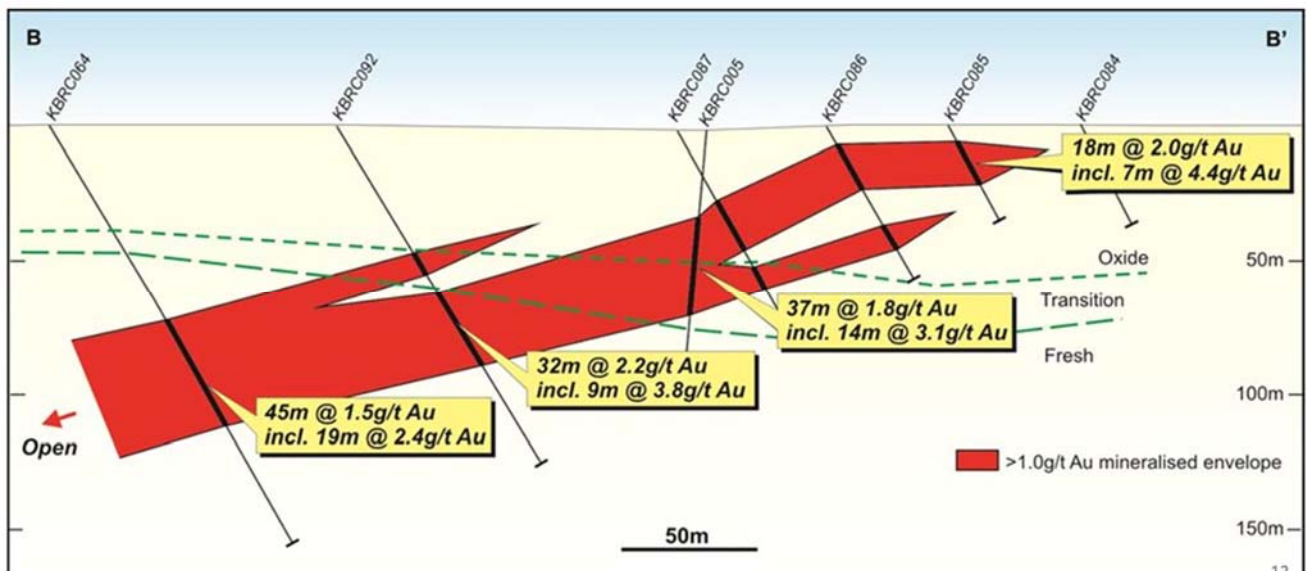 B
B'
KBRC064
KBRC092
KBRC087
KBRC005
KBRC086
KBRC085
KBRC084
18m @ 2.0g/t Au
incl. 7m @ 4.4g/t Au
Oxide
50m
Transition
37m @ 1.8g/t Au
incl. 14m @ 3.1g/t Au
Fresh
32m @ 2.2g/t Au
incl. 9m @ 3.8g/t Au
100m
45m @ 1.5g/t Au
incl. 19m @ 2.4g/t Au
Open
>1.0g/t Au mineralised envelope
50m
150m